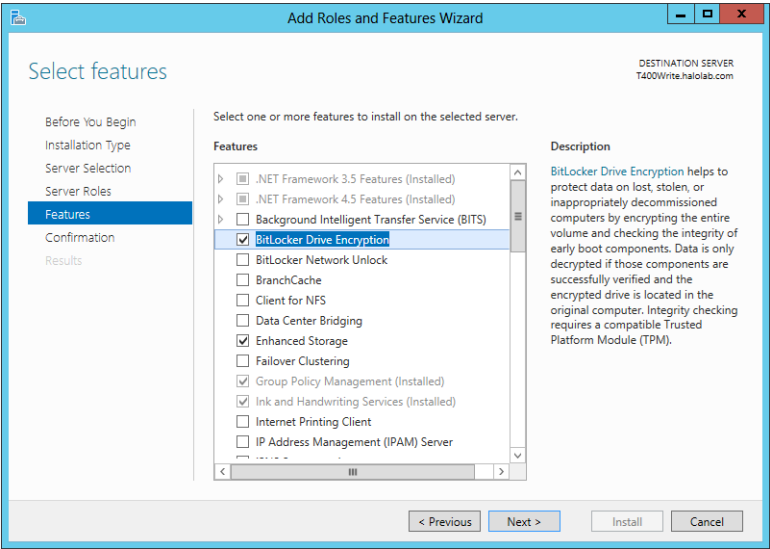 Add Roles and Features Wizard
Select features
DESTINATION SERVER
T400Write.halolab.com
Before You Begin
Installation Type
Server Selection
Server Roles
Features
Confirmation
Results
Select one or more features to install on the selected server.
Features
.NET Framework 3.5 Features (Installed)
.NET Framework 4.5 Features (Installed)
Background Intelligent Transfer Service (BITS)
BitLocker Drive Encryption
BitLocker Network Unlock
BranchCache
Client for NFS
Data Center Bridging
Enhanced Storage
Failover Clustering
Group Policy Management (Installed)
Ink and Handwriting Services (Installed)
Internet Printing Client
IP Address Management (IPAM) Server
Description
BitLocker Drive Encryption helps to
protect data on lost, stolen, or
inappropriately decommissioned
computers by encrypting the entire
volume and checking the integrity of
early boot components. Data is only
decrypted if those components are
successfully verified and the
encrypted drive is located in the
original computer. Integrity checking
requires a compatible Trusted
Platform Module (TPM).
< Previous
Next >
Install
Cancel